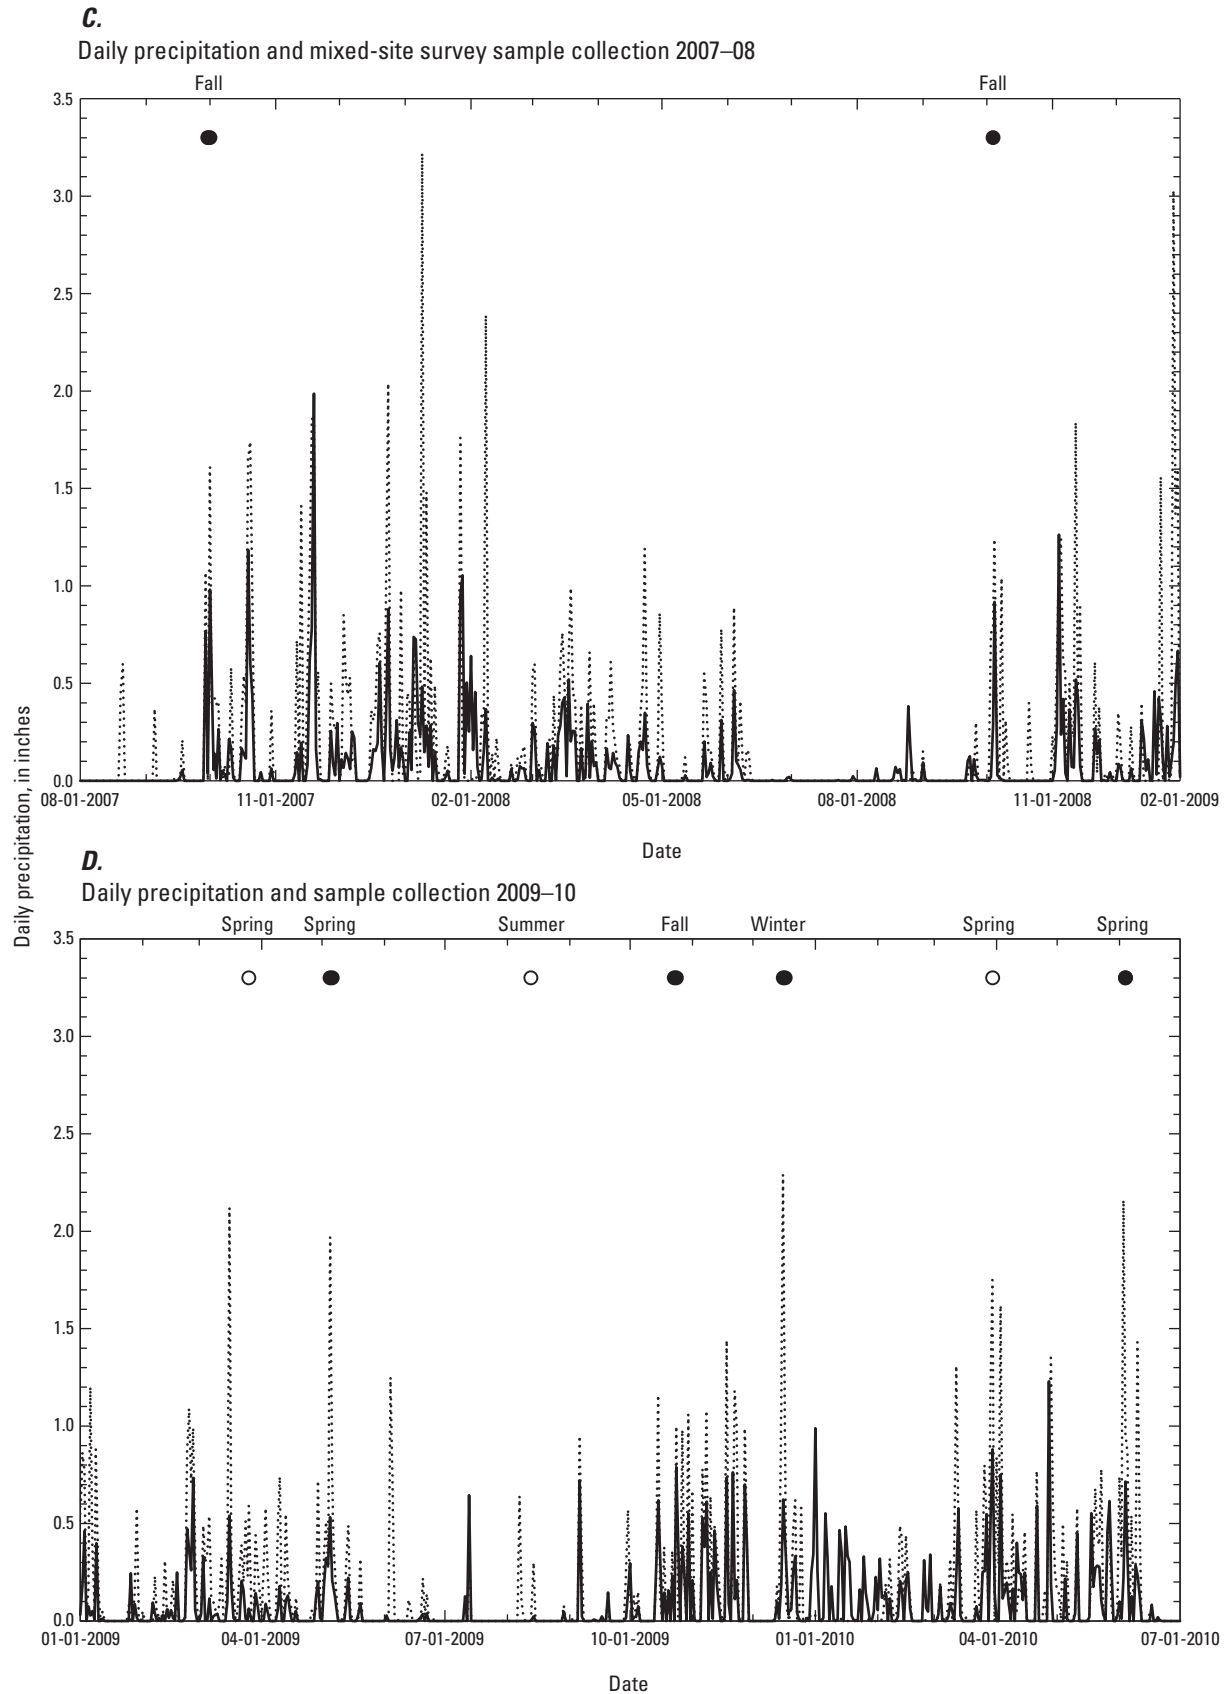 C.
Daily precipitation and mixed-site survey sample collection 2007–08
Fall Fall
3.5
3.0
2.5
2.0
1.5
1.0
0.5
0.0
08-01-2007 11-01-2007 02-01-2008 05-01-2008 08-01-2008 11-01-2008 02-01-2009
Date
Daily precipitation, in inches
D.
Daily precipitation and sample collection 2009–10
Spring Spring Summer Fall Winter Spring Spring
3.5
3.0
2.5
2.0
1.5
1.0
0.5
0.0
01-01-2009 04-01-2009 07-01-2009 10-01-2009 01-01-2010 04-01-2010 07-01-2010
Date